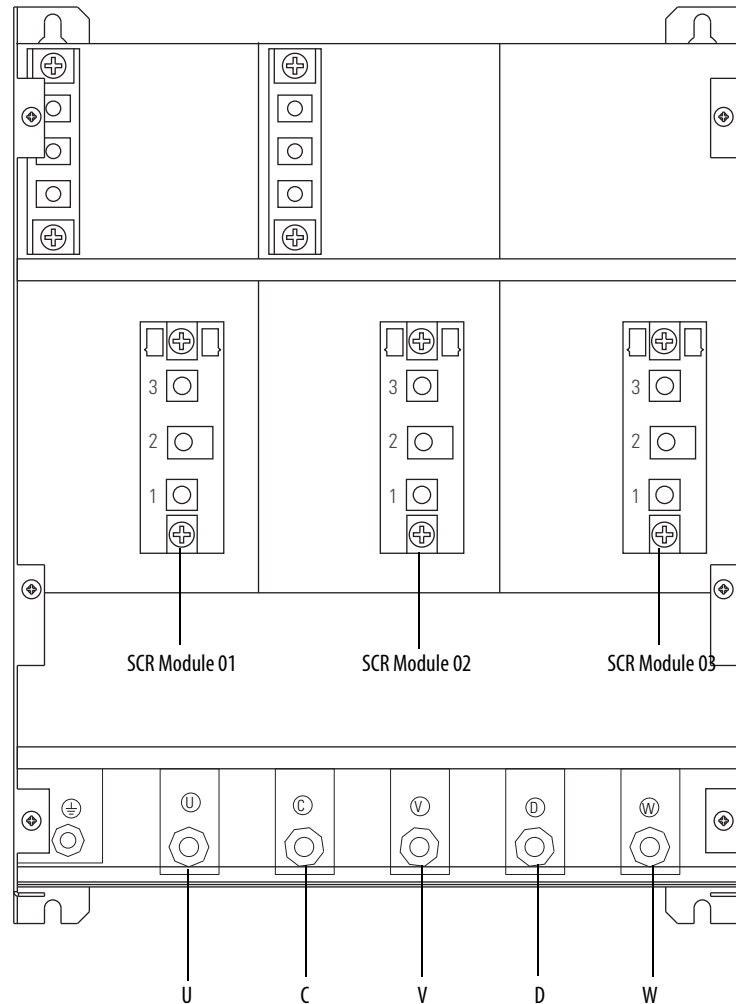 3 3 3
2 2 2
1 1 1
SCR Module 01 SCR Module 02 SCR Module 03
U C V D W
U C V D W